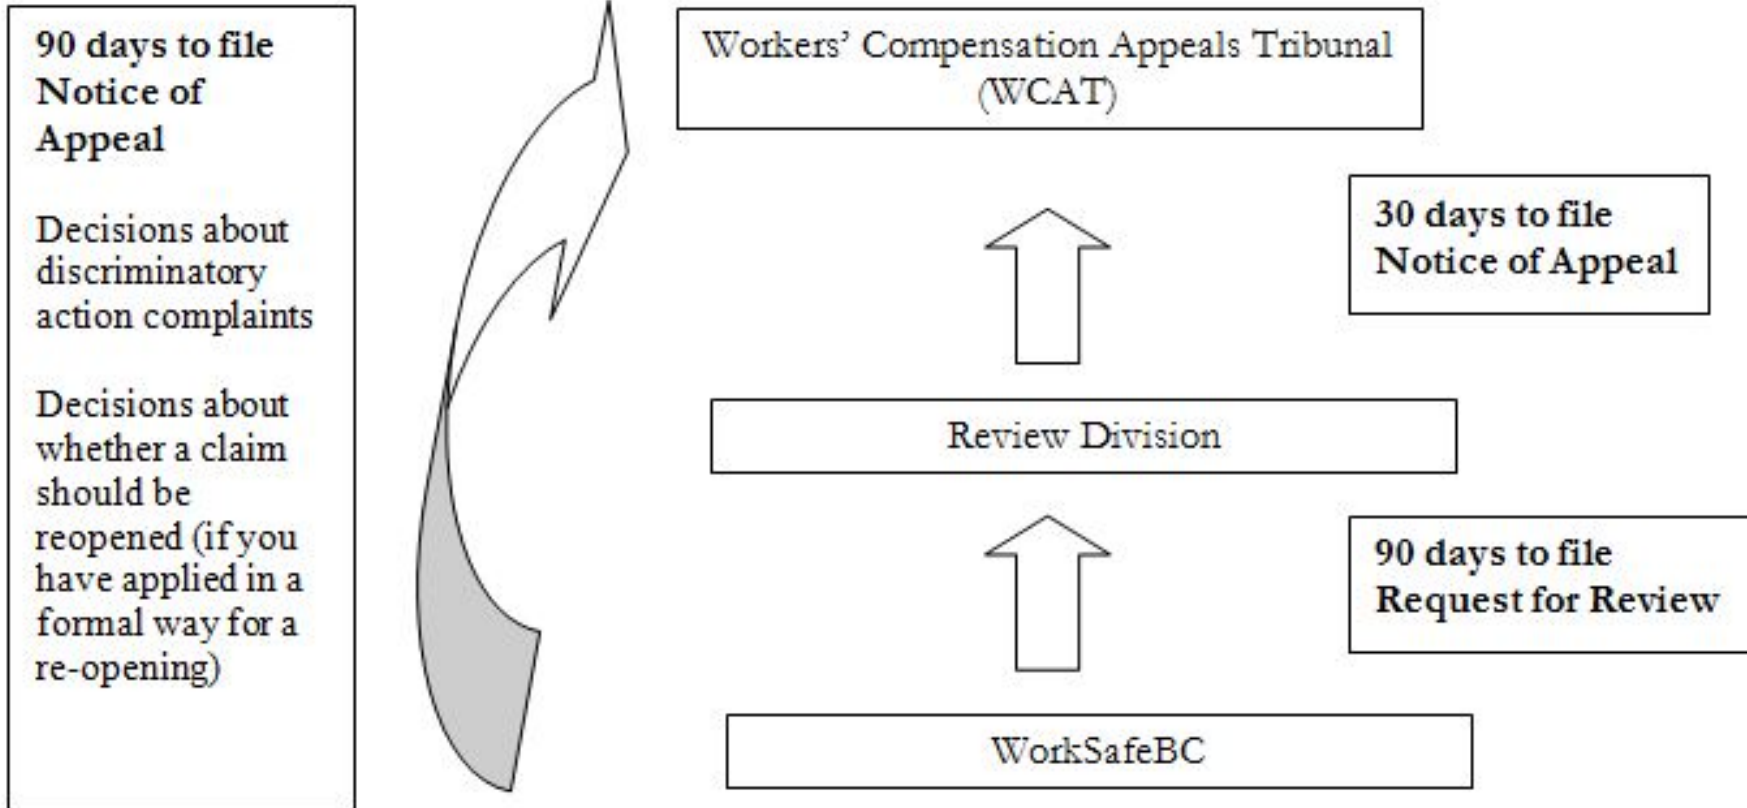 90 days to file
Notice of
Appeal
Decisions about
discriminatory
action complaints
Decisions about
whether a claim
should be
reopened (if you
have applied in a
formal way for a
re-opening)
Workers' Compensation Appeals Tribunal
(WCAT)
30 days to file
Notice of Appeal
Review Division
90 days to file
Request for Review
WorkSafeBC